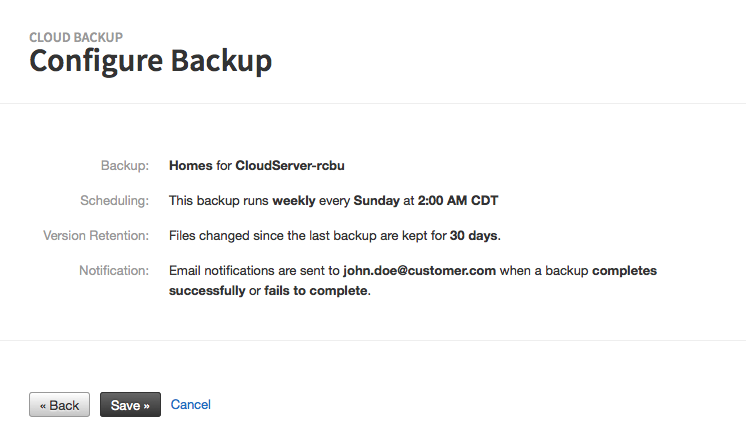 CLOUD BACKUP
Configure Backup
Backup: Homes for CloudServer-rcbu
Scheduling: This backup runs weekly every Sunday at 2:00 AM CDT
Version Retention: Files changed since the last backup are kept for 30 days.
Notification: Email notifications are sent to john.doe@customer.com when a backup completes
successfully or fails to complete.
« Back Save » Cancel